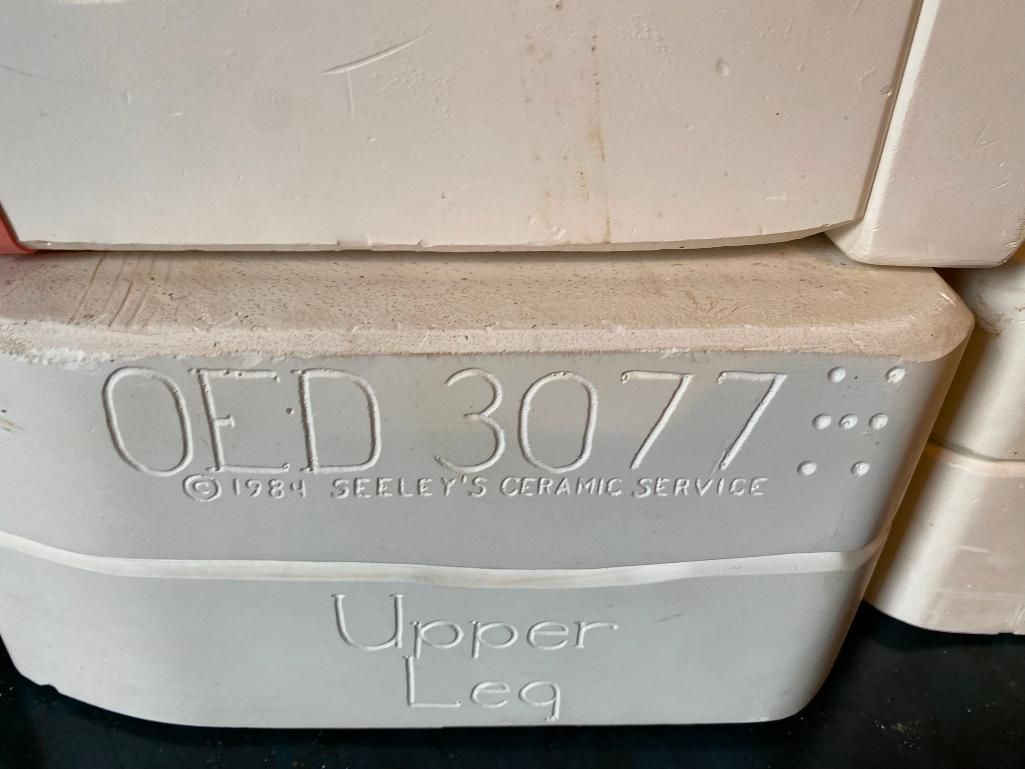 OED 3077
© 1984 SEELEY'S CERAMIC SERVICE
Upper
Leg